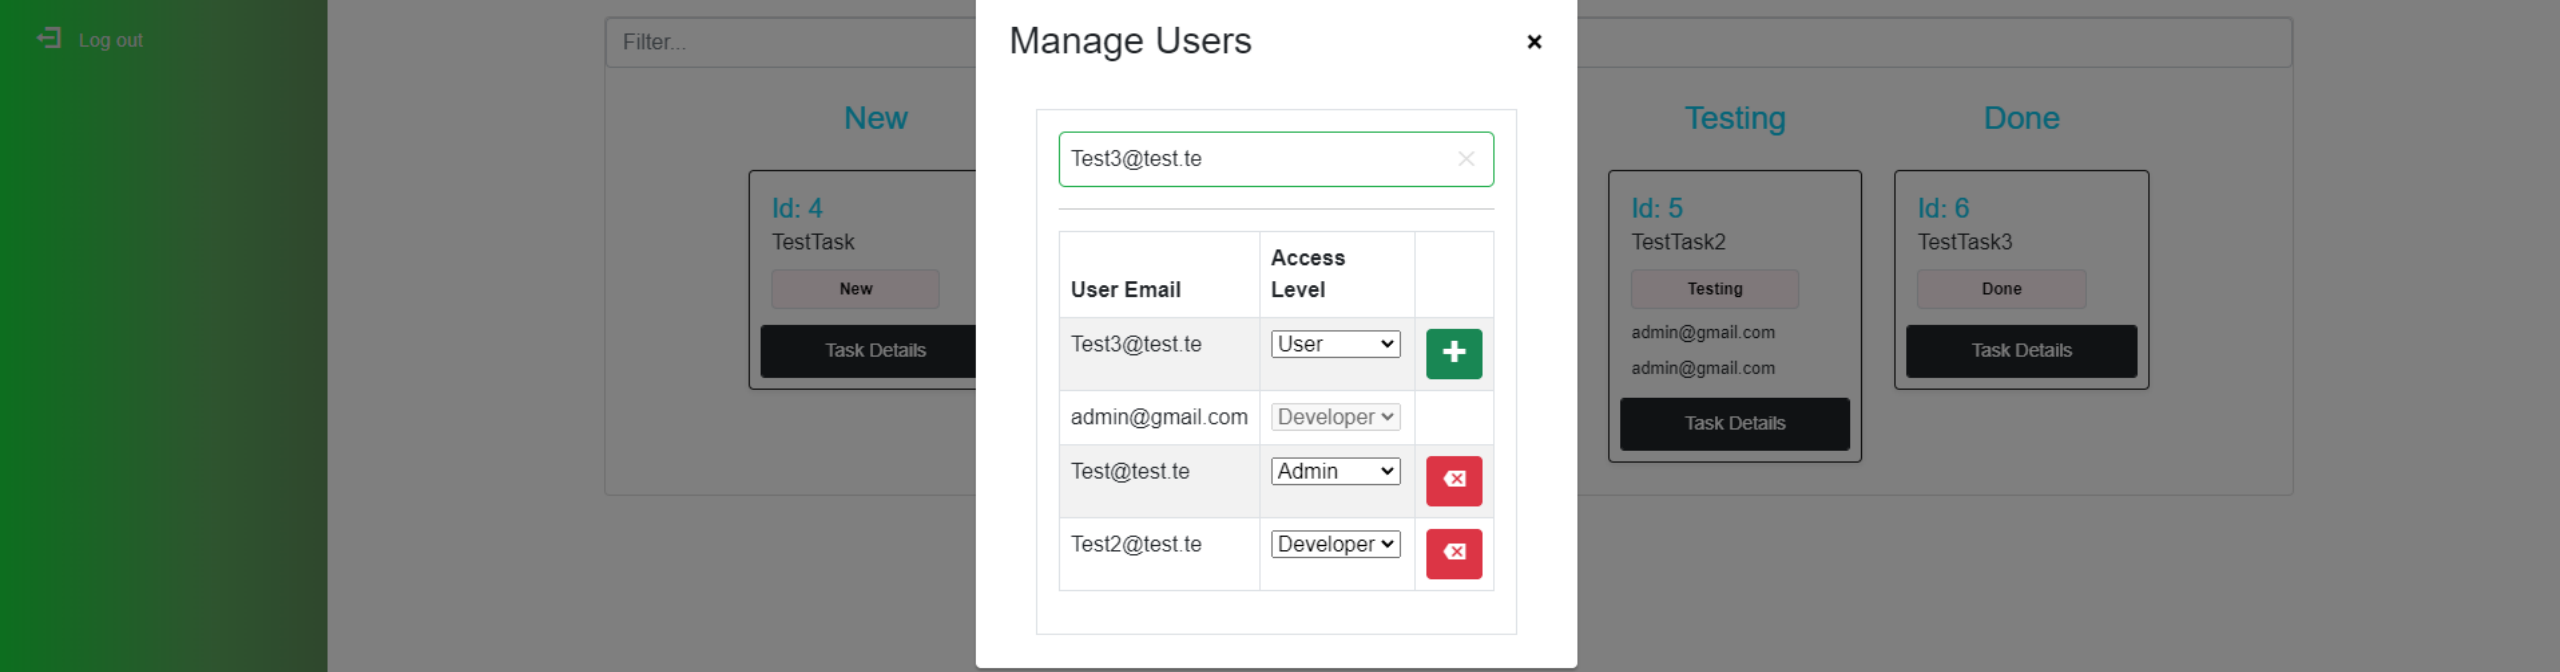 Log out
Filter...
New
Id: 4
TestTask
New
Task Details
Manage Users
Test3@test.te
User Email
Access
Level
Test3@test.te User
admin@gmail.com Developer
Test@test.te Admin
Test2@test.te Developer
Testing
Id: 5
TestTask2
Testing
admin@gmail.com
admin@gmail.com
Task Details
Done
Id: 6
TestTask3
Done
Task Details